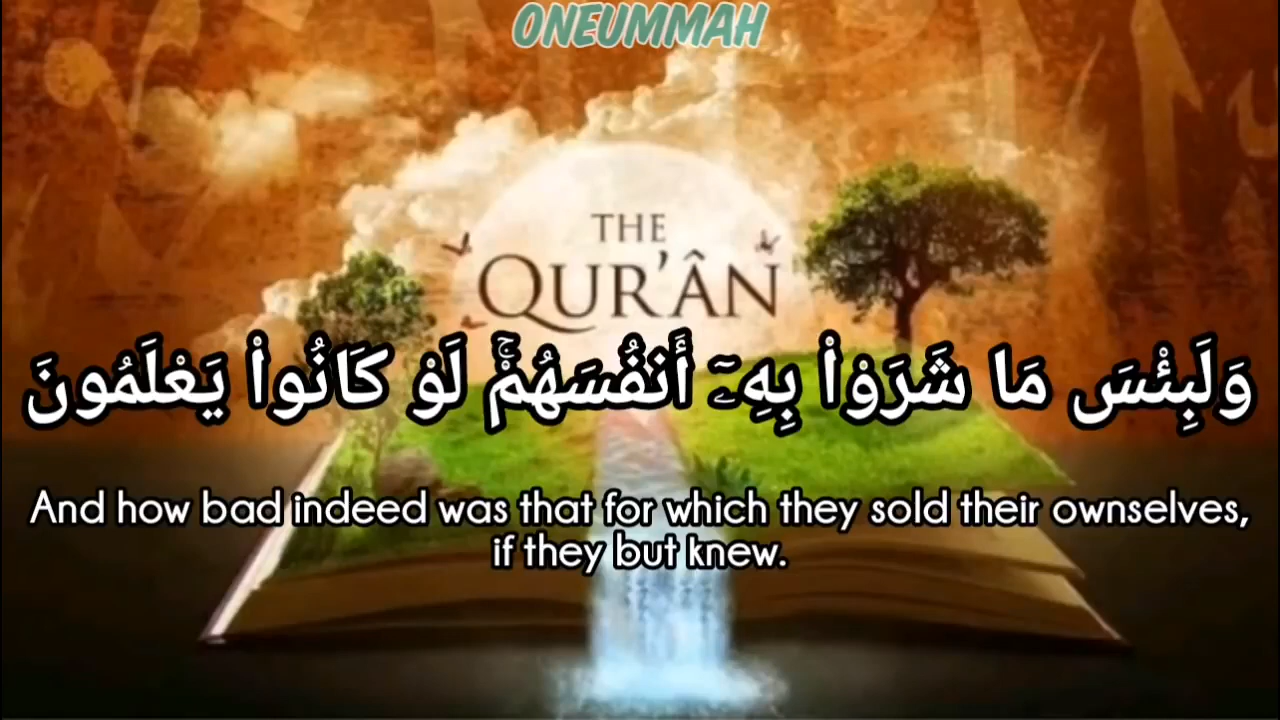 ONEUMMAH
THE
QUR'ÂN
وَلَبِئْسَ مَا شَرَوْا۟ بِهِۦٓ أَنفُسَهُمْ ۚ لَوْ كَانُوا۟ يَعْلَمُونَ
And how bad indeed was that for which they sold their ownselves,
if they but knew.